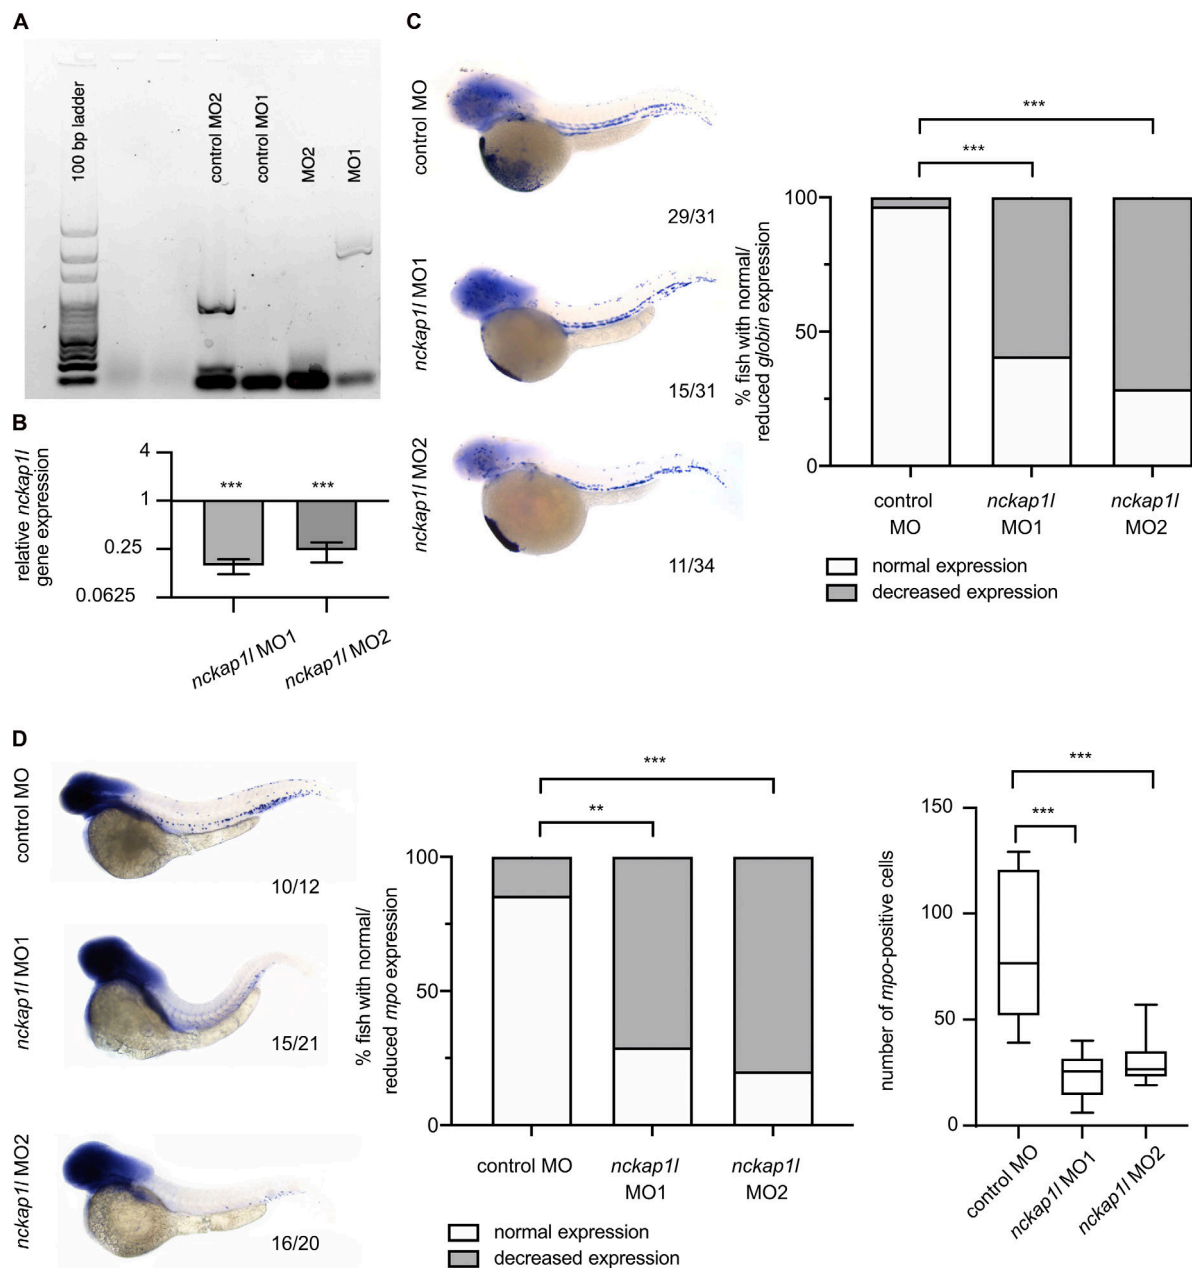 A
100 bp ladder
control MO2
control MO1
MO2
MO1
B
relative nckap1l
gene expression
4
1
0.25
0.0625
***
***
nckap1l MO1
nckap1l MO2
C
control MO
29/31
nckap1l MO1
15/31
nckap1l MO2
11/34
% fish with normal/
reduced globin expression
100
50
0
***
***
control
MO
nckap1l
MO1
nckap1l
MO2
normal expression
decreased expression
D
control MO
10/12
nckap1l MO1
15/21
nckap1l MO2
16/20
% fish with normal/
reduced mpo expression
100
50
0
***
**
control MO
nckap1l
MO1
nckap1l
MO2
normal expression
decreased expression
number of mpo-positive cells
150
100
50
0
***
***
control MO
nckap1l MO1
nckap1l MO2